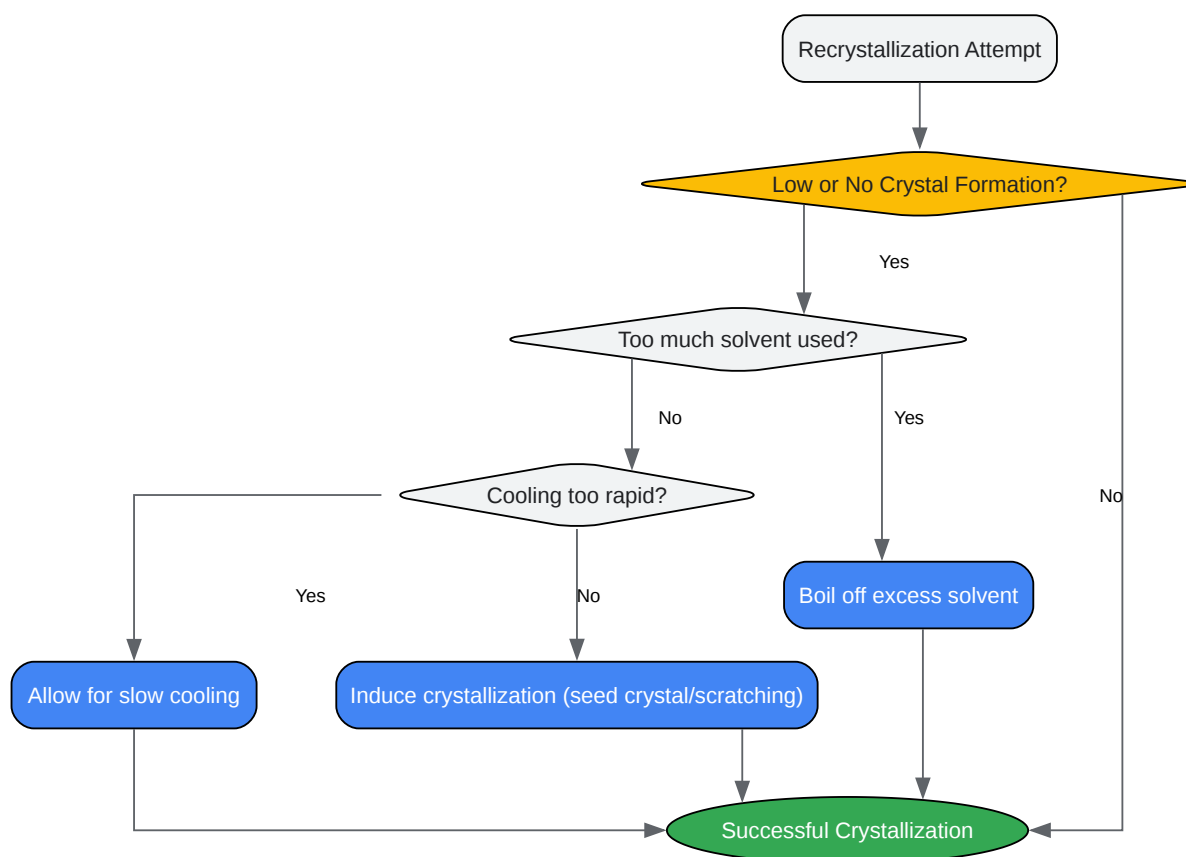 Recrystallization Attempt
Low or No Crystal Formation?
Yes
Too much solvent used?
No
Yes
Cooling too rapid?
No
Yes
No
Boil off excess solvent
Allow for slow cooling
Induce crystallization (seed crystal/scratching)
Successful Crystallization